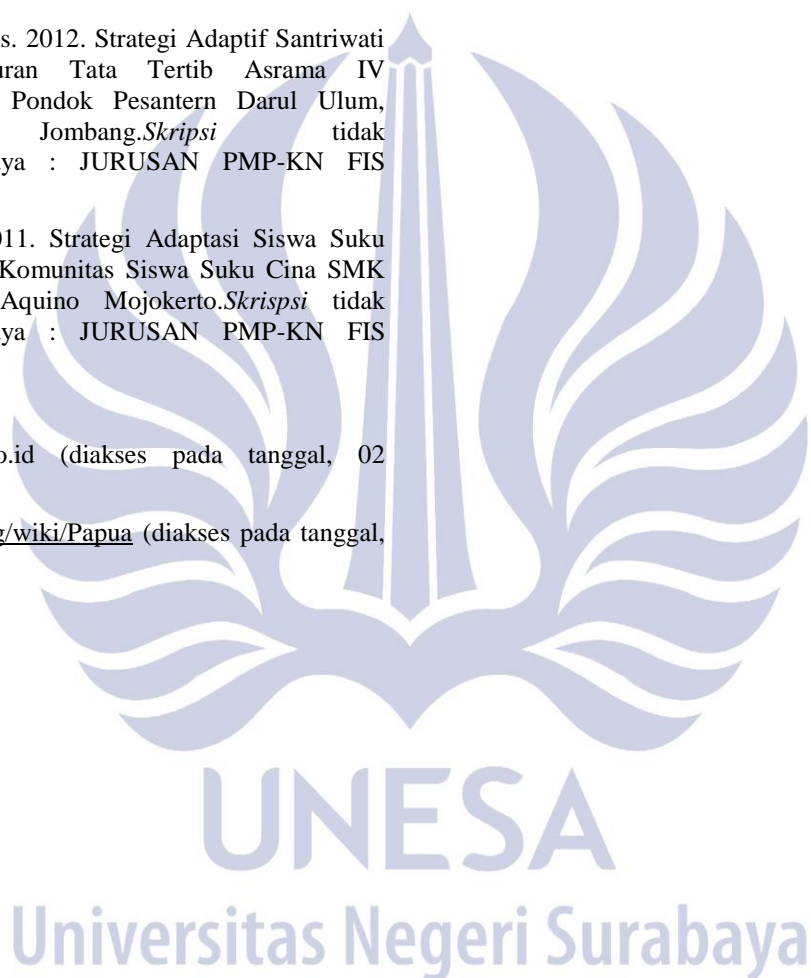 s. 2012. Strategi Adaptif Santriwati
uran Tata Tertib Asrama IV
Pondok Pesantern Darul Ulum,
Jombang.Skripsi tidak
ya : JURUSAN PMP-KN FIS
011. Strategi Adaptasi Siswa Suku
Komunitas Siswa Suku Cina SMK
Aquino Mojokerto.Skrispsi tidak
ya : JURUSAN PMP-KN FIS
o.id (diakses pada tanggal, 02
g/wiki/Papua (diakses pada tanggal,
UNESA
Universitas Negeri Surabaya